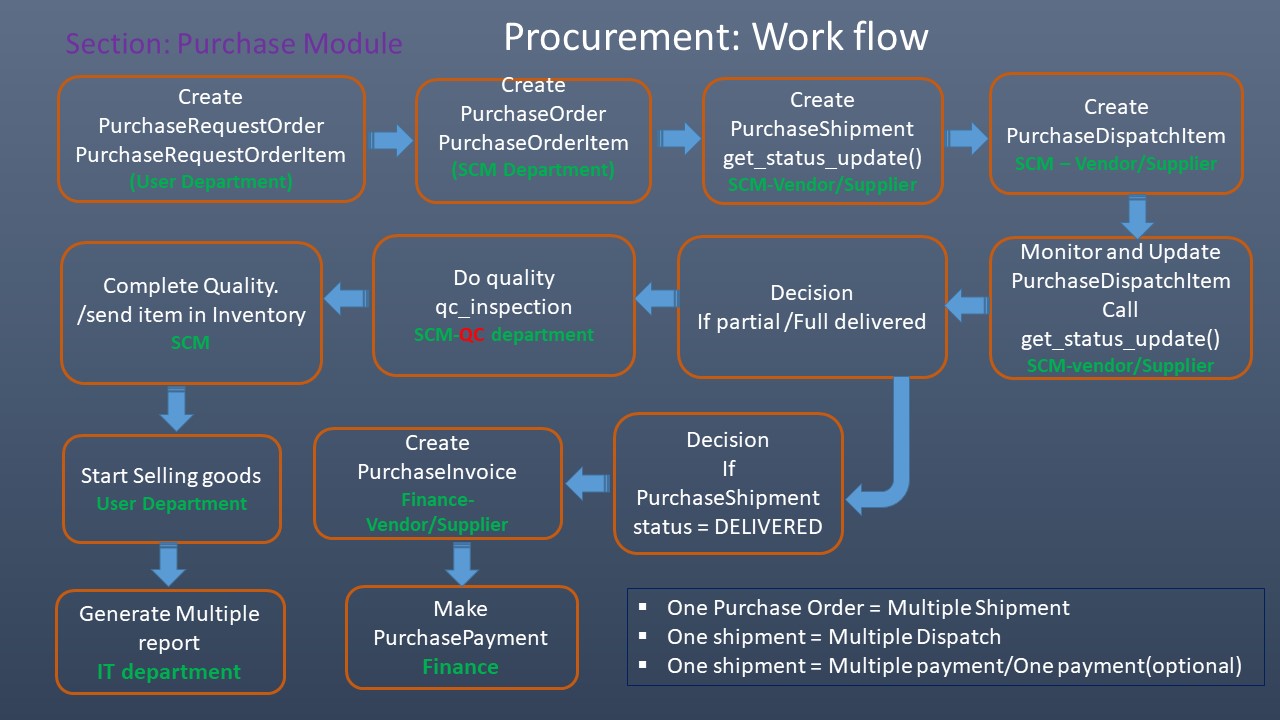 Section: Purchase Module
Procurement: Work flow
Create
PurchaseRequestOrder
PurchaseRequestOrderItem
(User Department)
Create
PurchaseOrder
PurchaseOrderItem
(SCM Department)
Create
PurchaseShipment
get_status_update()
SCM-Vendor/Supplier
Create
PurchaseDispatchItem
SCM – Vendor/Supplier
Monitor and Update
PurchaseDispatchItem
Call
get_status_update()
SCM-vendor/Supplier
Decision
If partial /Full delivered
Do quality
qc_inspection
SCM-QC department
Complete Quality.
/send item in Inventory
SCM
Start Selling goods
User Department
Generate Multiple
report
IT department
Decision
If
PurchaseShipment
status = DELIVERED
Create
PurchaseInvoice
Finance-
Vendor/Supplier
Make
PurchasePayment
Finance
▪ One Purchase Order = Multiple Shipment
▪ One shipment = Multiple Dispatch
▪ One shipment = Multiple payment/One payment(optional)